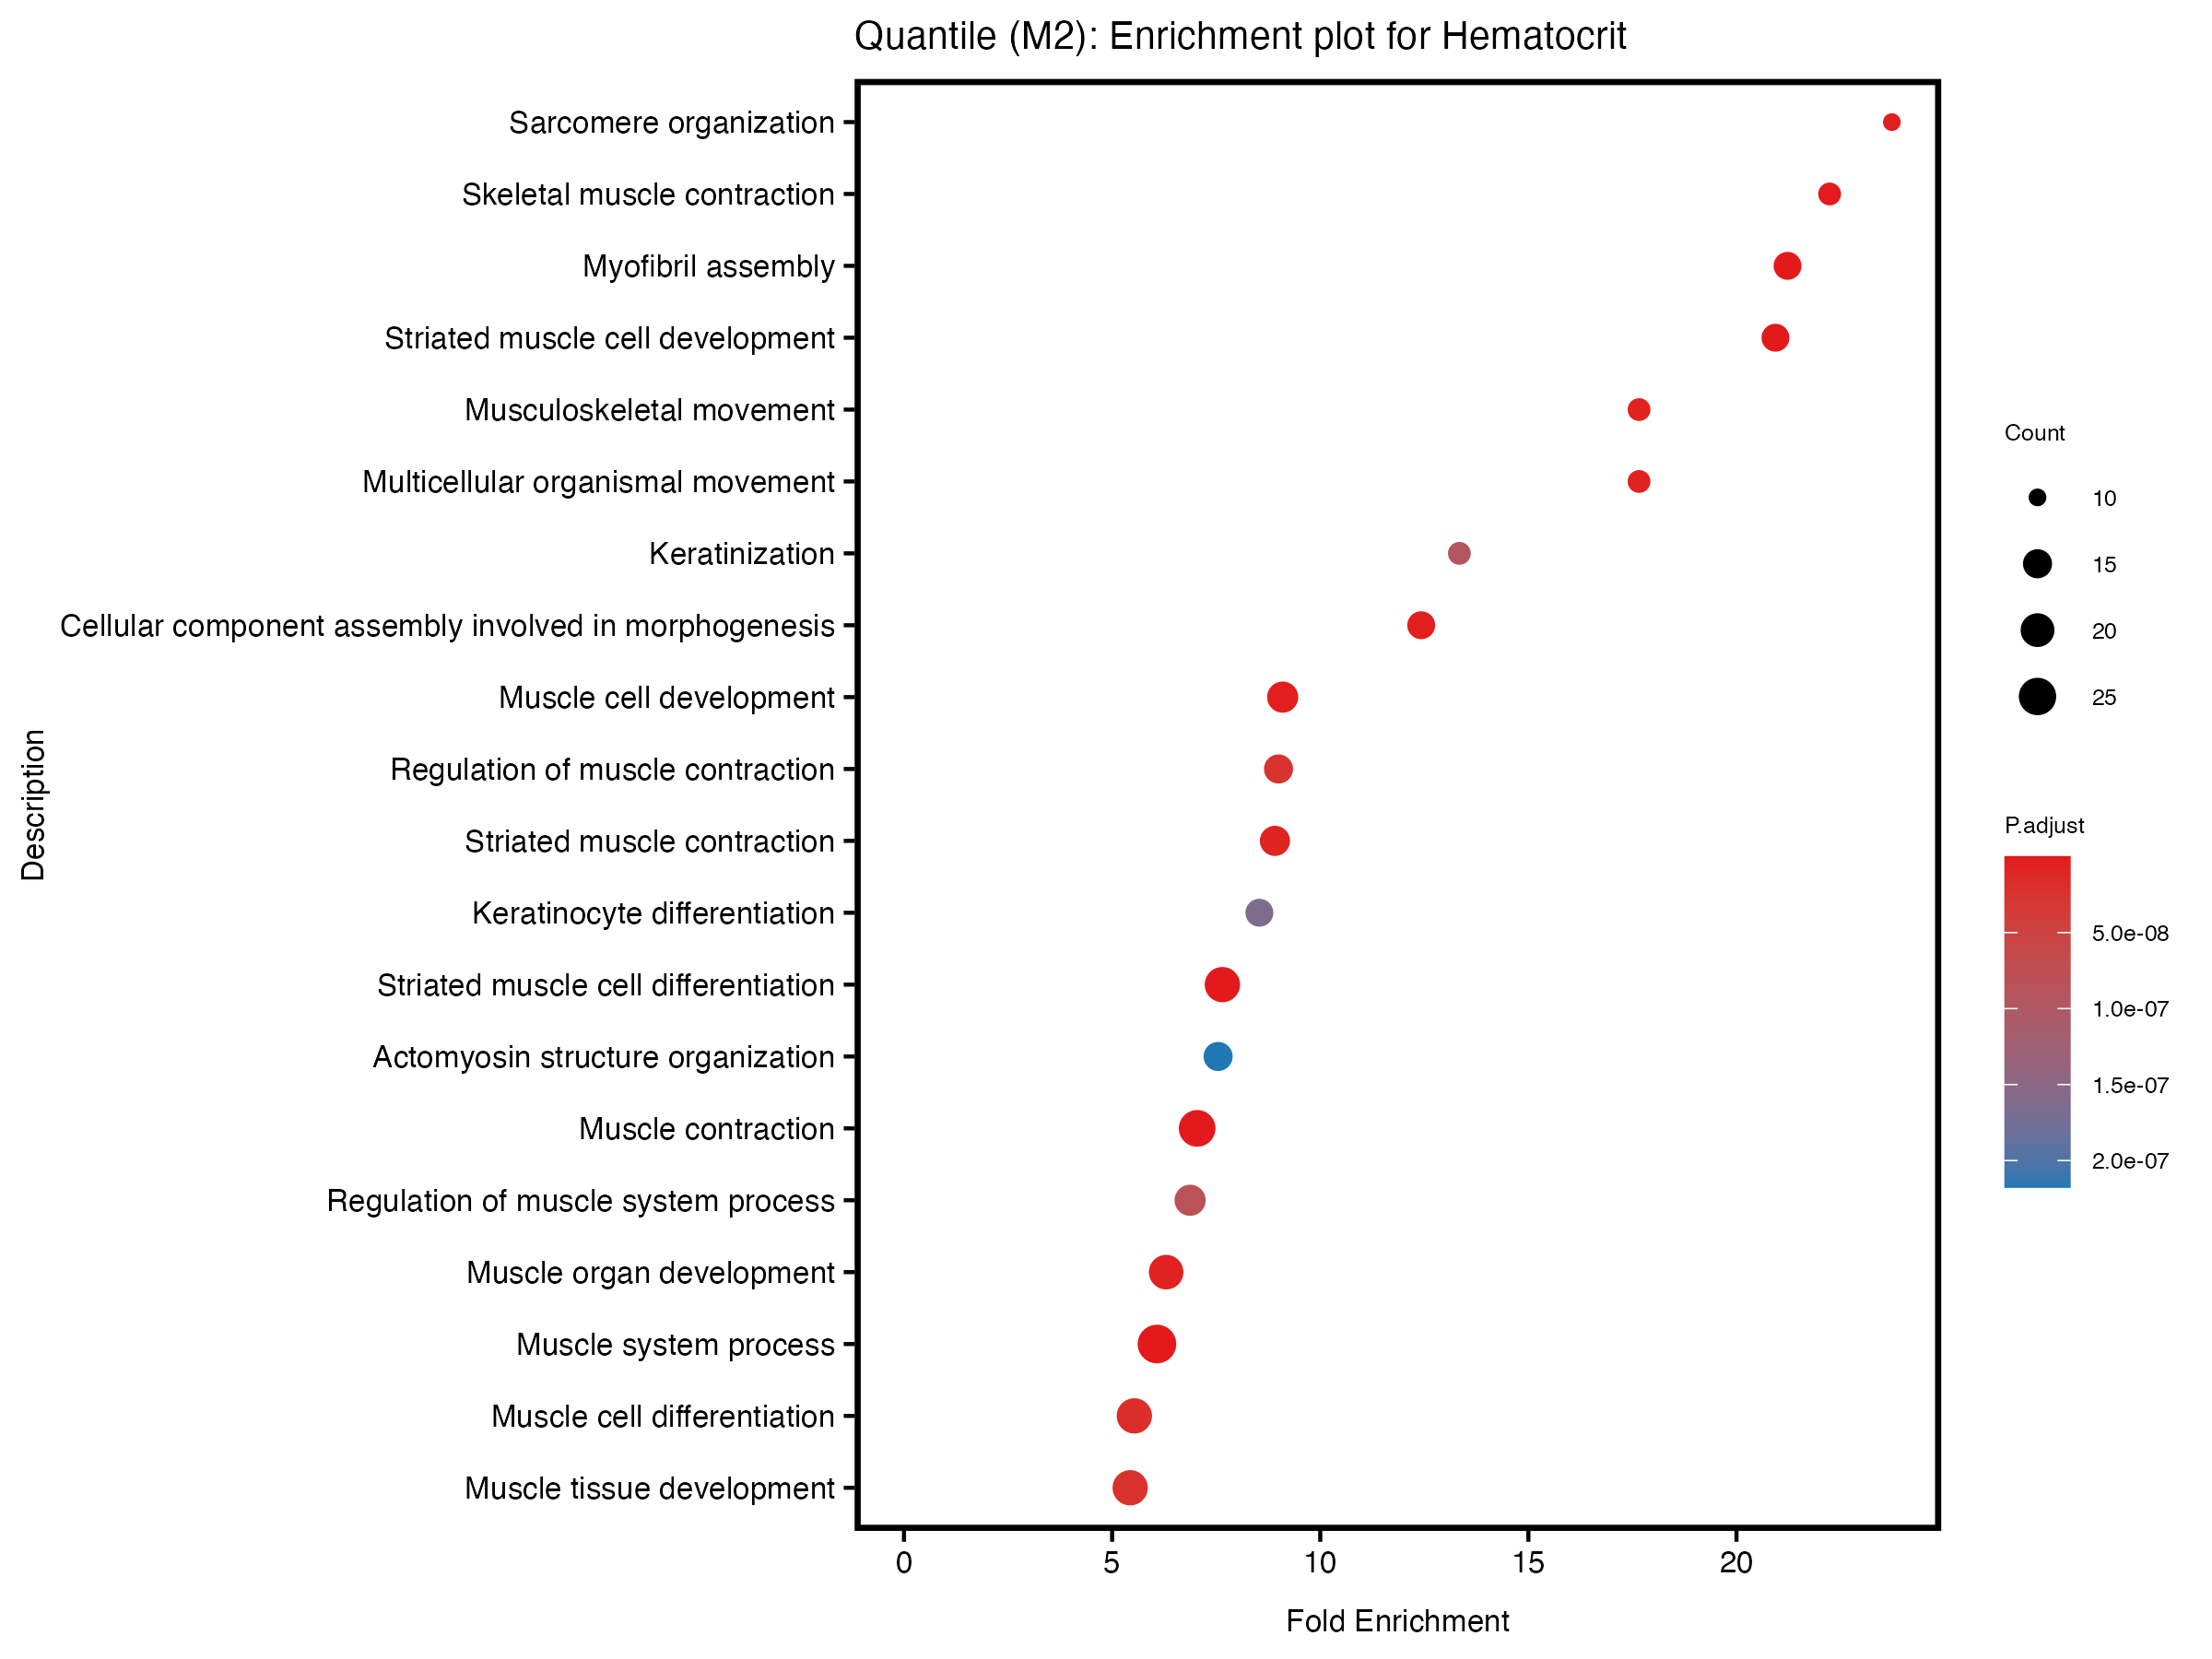 Quantile (M2): Enrichment plot for Hematocrit
Description
Sarcomere organization
Skeletal muscle contraction
Myofibril assembly
Striated muscle cell development
Musculoskeletal movement
Multicellular organismal movement
Keratinization
Cellular component assembly involved in morphogenesis
Muscle cell development
Regulation of muscle contraction
Striated muscle contraction
Keratinocyte differentiation
Striated muscle cell differentiation
Actomyosin structure organization
Muscle contraction
Regulation of muscle system process
Muscle organ development
Muscle system process
Muscle cell differentiation
Muscle tissue development
0 5 10 15 20
Fold Enrichment
Count
10
15
20
25
P.adjust
5.0e-08
1.0e-07
1.5e-07
2.0e-07